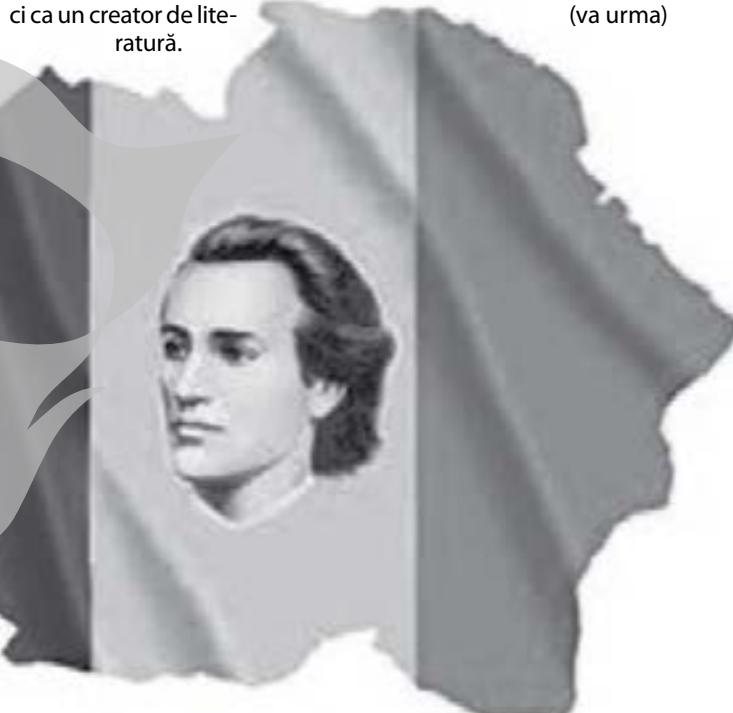 ci ca un creator de lite-
ratură.
(va urma)